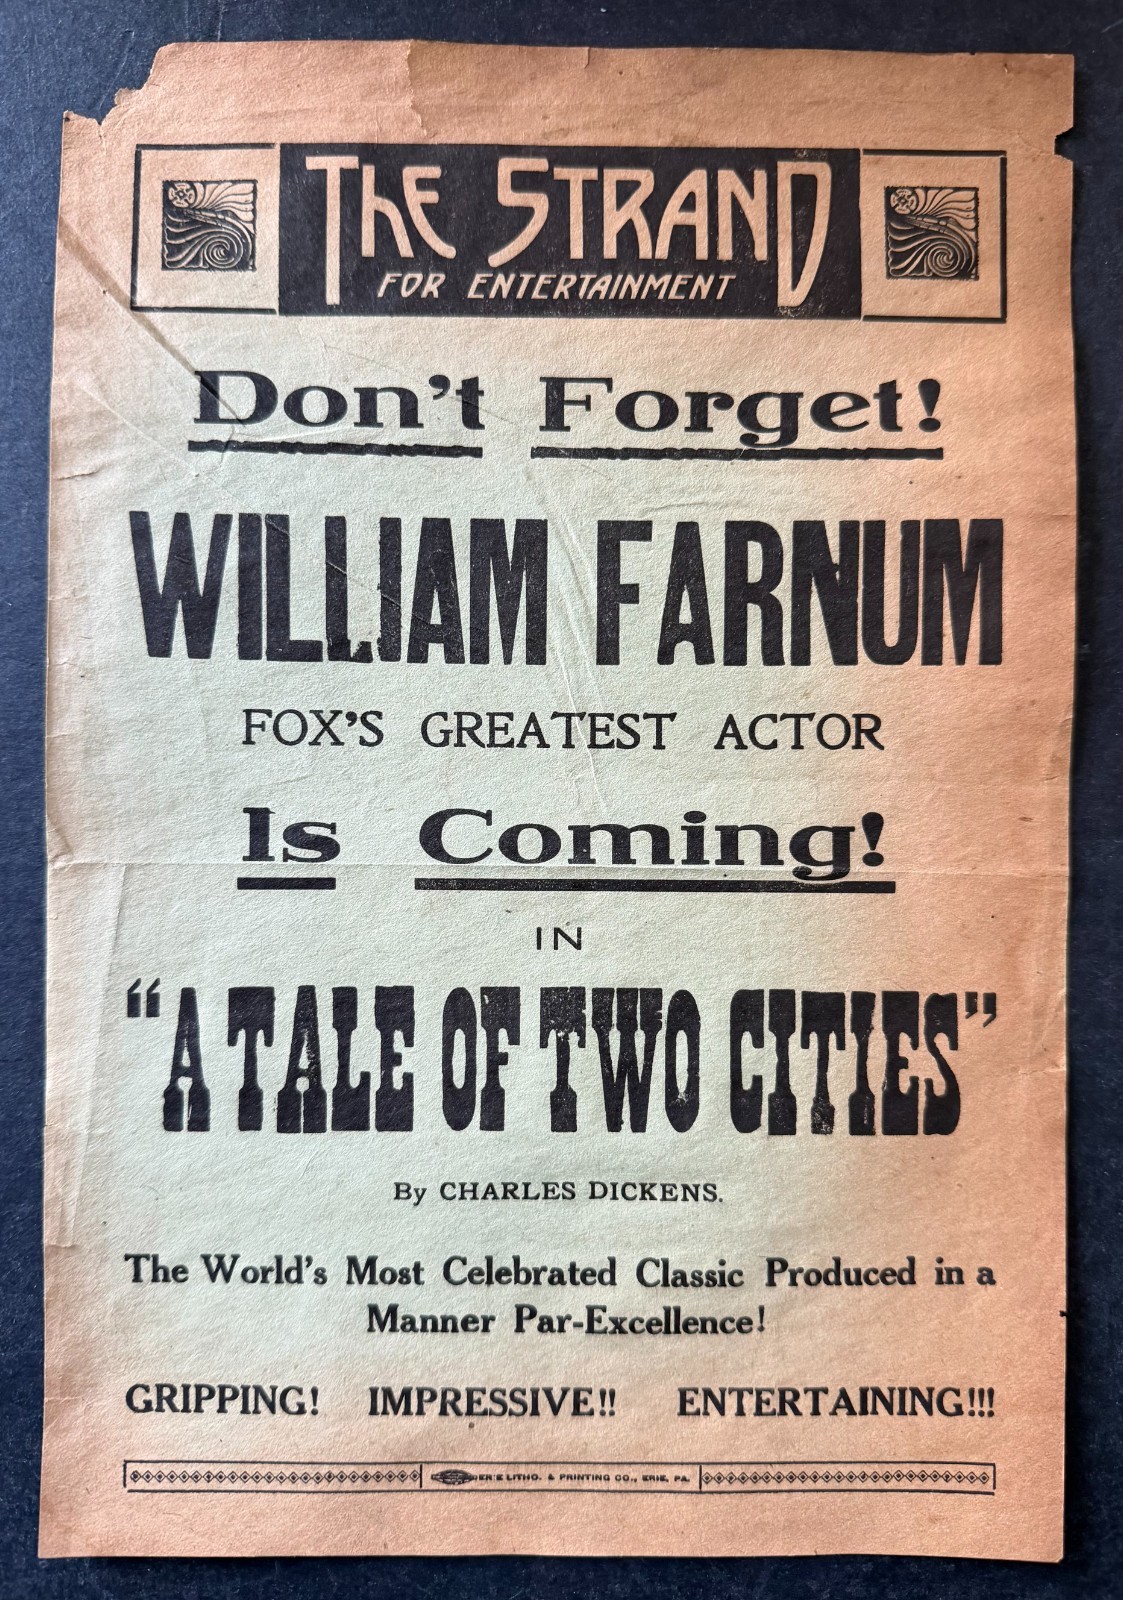 THE STRAND
FOR ENTERTAINMENT
Don't Forget!
WILLIAM FARNUM
FOX'S GREATEST ACTOR
Is Coming!
IN
"A TALE OF TWO CITIES"
By CHARLES DICKENS.
The World's Most Celebrated Classic Produced in a
Manner Par-Excellence!
GRIPPING! IMPRESSIVE!! ENTERTAINING!!!
LITHO. & PRINTING CO., ERIE, PA.